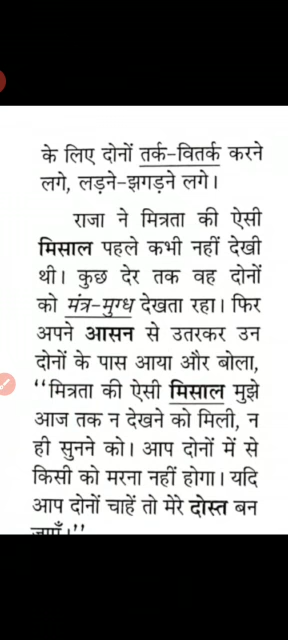 के लिए दोनों तर्क-वितर्क करने
लगे, लड़ने-झगड़ने लगे।
राजा ने मित्रता की ऐसी
मिसाल पहले कभी नहीं देखी
थी। कुछ देर तक वह दोनों
को मंत्र-मुग्ध देखता रहा। फिर
अपने आसन से उतरकर उन
दोनों के पास आया और बोला,
“मित्रता की ऐसी मिसाल मुझे
आज तक न देखने को मिली, न
ही सुनने को। आप दोनों में से
किसी को मरना नहीं होगा। यदि
आप दोनों चाहें तो मेरे दोस्त बन
जाएँ।”